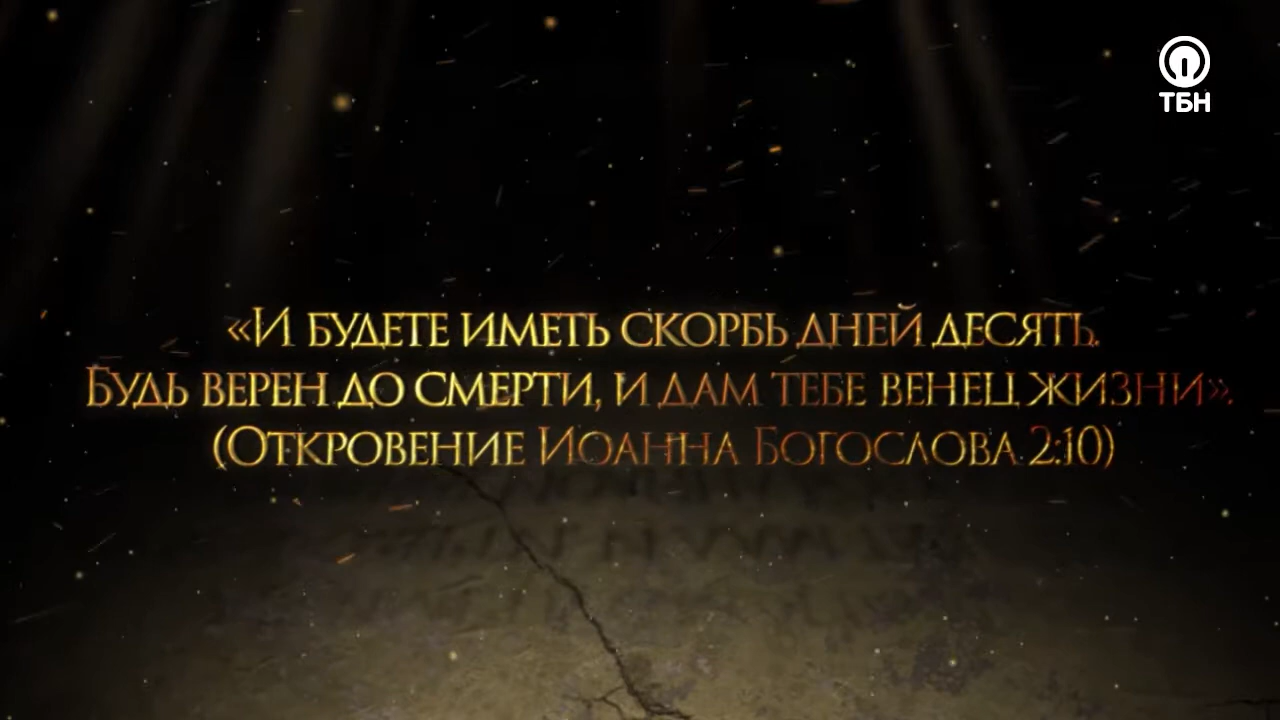 ТБН
«И БУДЕТЕ ИМЕТЬ СКОРБЬ ДНЕЙ ДЕСЯТЬ.
БУДЬ ВЕРЕН ДО СМЕРТИ, И ДАМ ТЕБЕ ВЕНЕЦ ЖИЗНИ».
(ОТКРОВЕНИЕ ИОАННА БОГОСЛОВА 2:10)